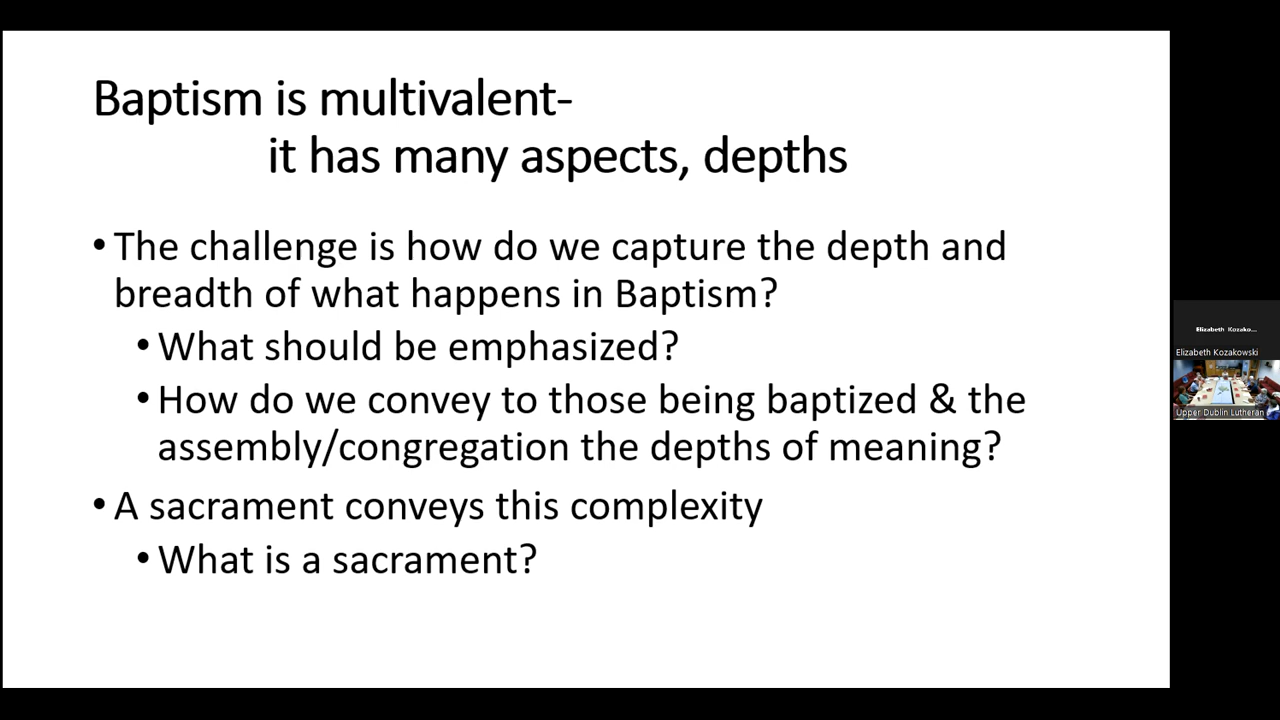 Baptism is multivalent-
it has many aspects, depths
• The challenge is how do we capture the depth and
breadth of what happens in Baptism?
• What should be emphasized?
• How do we convey to those being baptized & the
assembly/congregation the depths of meaning?
• A sacrament conveys this complexity
• What is a sacrament?
Elizabeth Kozako...
Elizabeth Kozakowski
Upper Dublin Lutheran